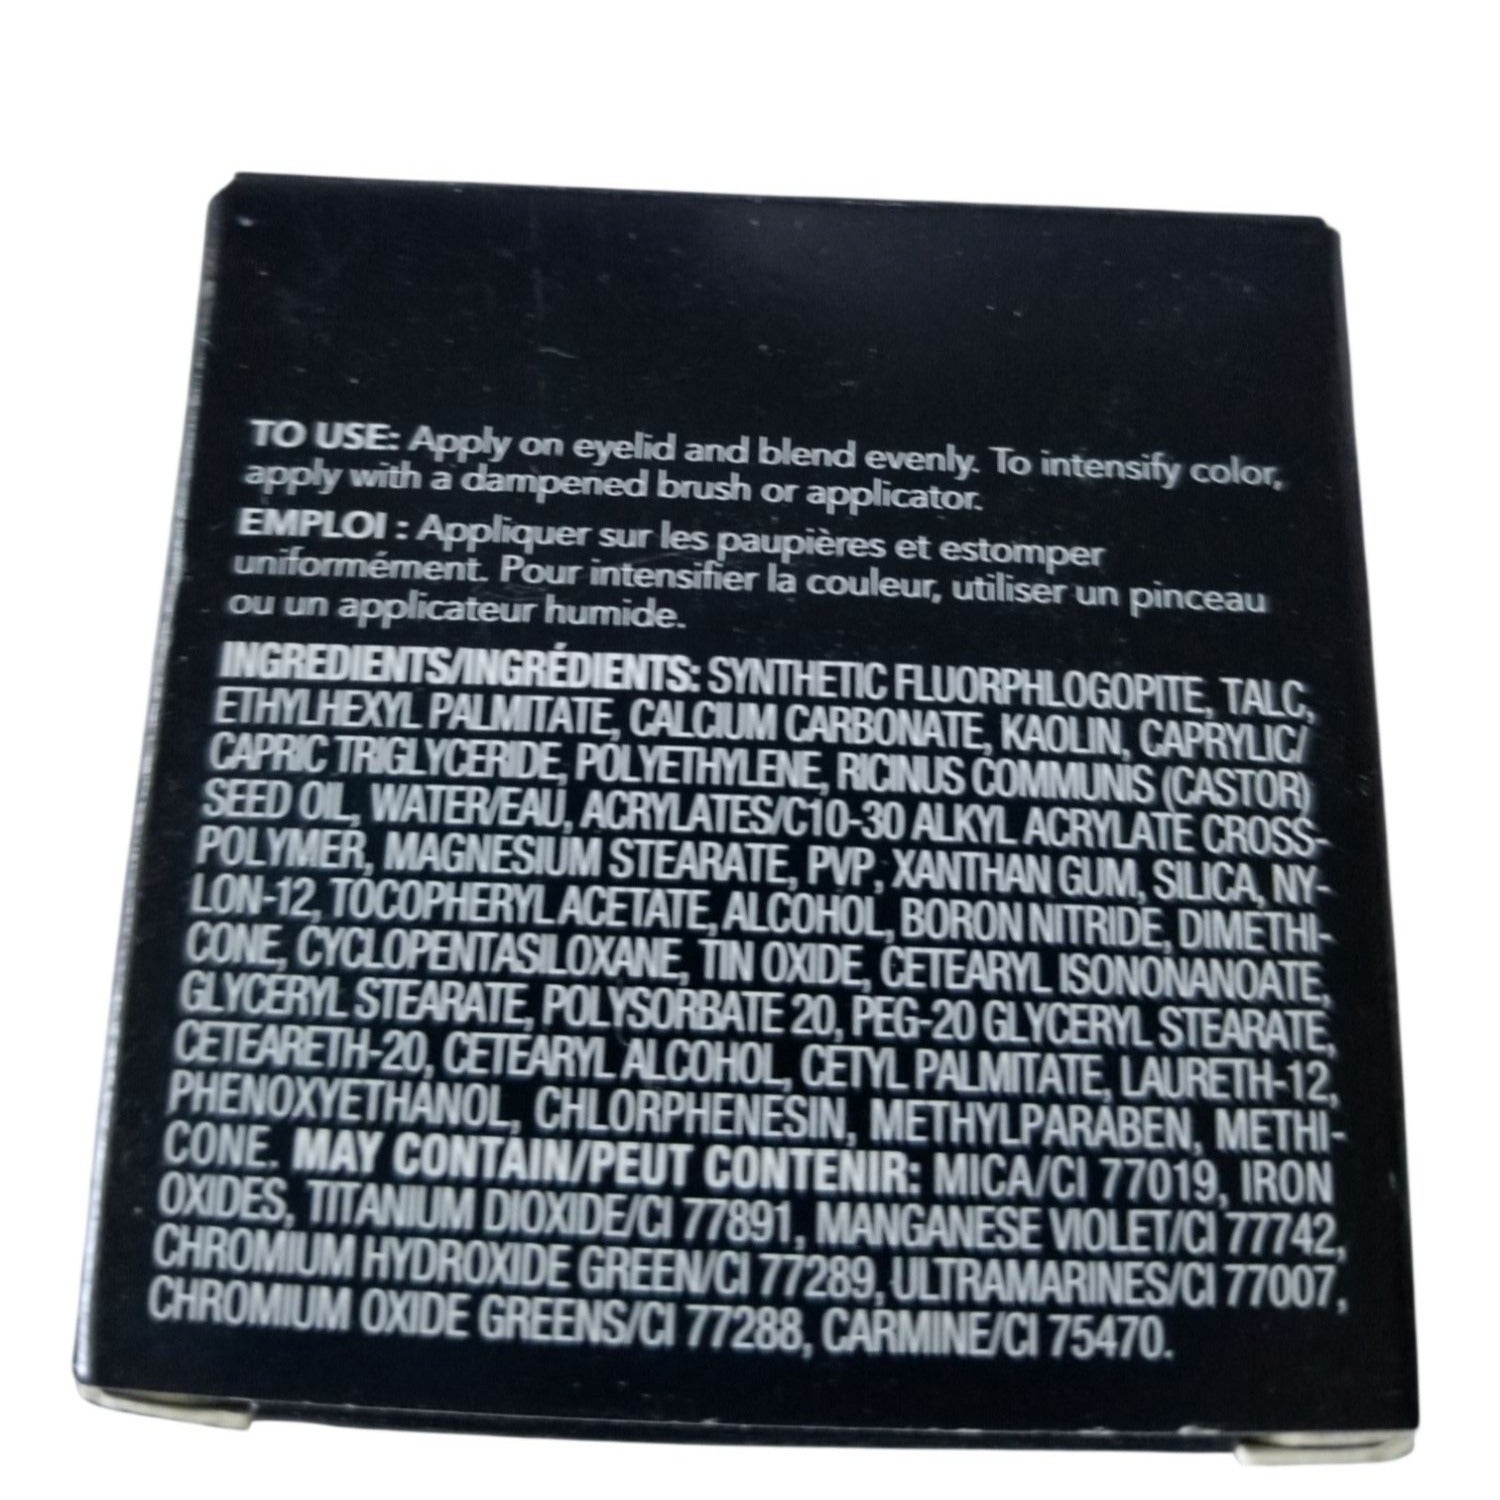 TO USE: Apply on eyelid and blend evenly. To intensify color,
apply with a dampened brush or applicator.
EMPLOI : Appliquer sur les paupières et estomper
uniformément. Pour intensifier la couleur, utiliser un pinceau
ou un applicateur humide.
INGREDIENTS/INGRÉDIENTS: SYNTHETIC FLUORPHLOGOPITE, TALC,
ETHYLHEXYL PALMITATE, CALCIUM CARBONATE, KAOLIN, CAPRYLIC/
CAPRIC TRIGLYCERIDE, POLYETHYLENE, RICINUS COMMUNIS (CASTOR)
SEED OIL, WATER/EAU, ACRYLATES/C10-30 ALKYL ACRYLATE CROSS-
POLYMER, MAGNESIUM STEARATE, PVP, XANTHAN GUM, SILICA, NY-
LON-12, TOCOPHERYL ACETATE, ALCOHOL, BORON NITRIDE, DIMETHI-
CONE, CYCLOPENTASILOXANE, TIN OXIDE, CETEARYL ISONONANOATE,
GLYCERYL STEARATE, POLYSORBATE 20, PEG-20 GLYCERYL STEARATE,
CETEARETH-20, CETEARYL ALCOHOL, CETYL PALMITATE, LAURETH-12,
PHENOXYETHANOL, CHLORPHENESIN, METHYLPARABEN, METHI-
CONE. MAY CONTAIN/PEUT CONTENIR: MICA/CI 77019, IRON
OXIDES, TITANIUM DIOXIDE/CI 77891, MANGANESE VIOLET/CI 77742,
CHROMIUM HYDROXIDE GREEN/CI 77289, ULTRAMARINES/CI 77007,
CHROMIUM OXIDE GREENS/CI 77288, CARMINE/CI 75470.